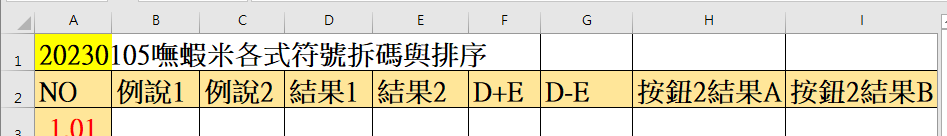 A B C D E F G H I
1 20230105嘸蝦米各式符號拆碼與排序
2 NO 例說1 例說2 結果1 結果2 D+E D-E 按鈕2結果A 按鈕2結果B
3 1.01